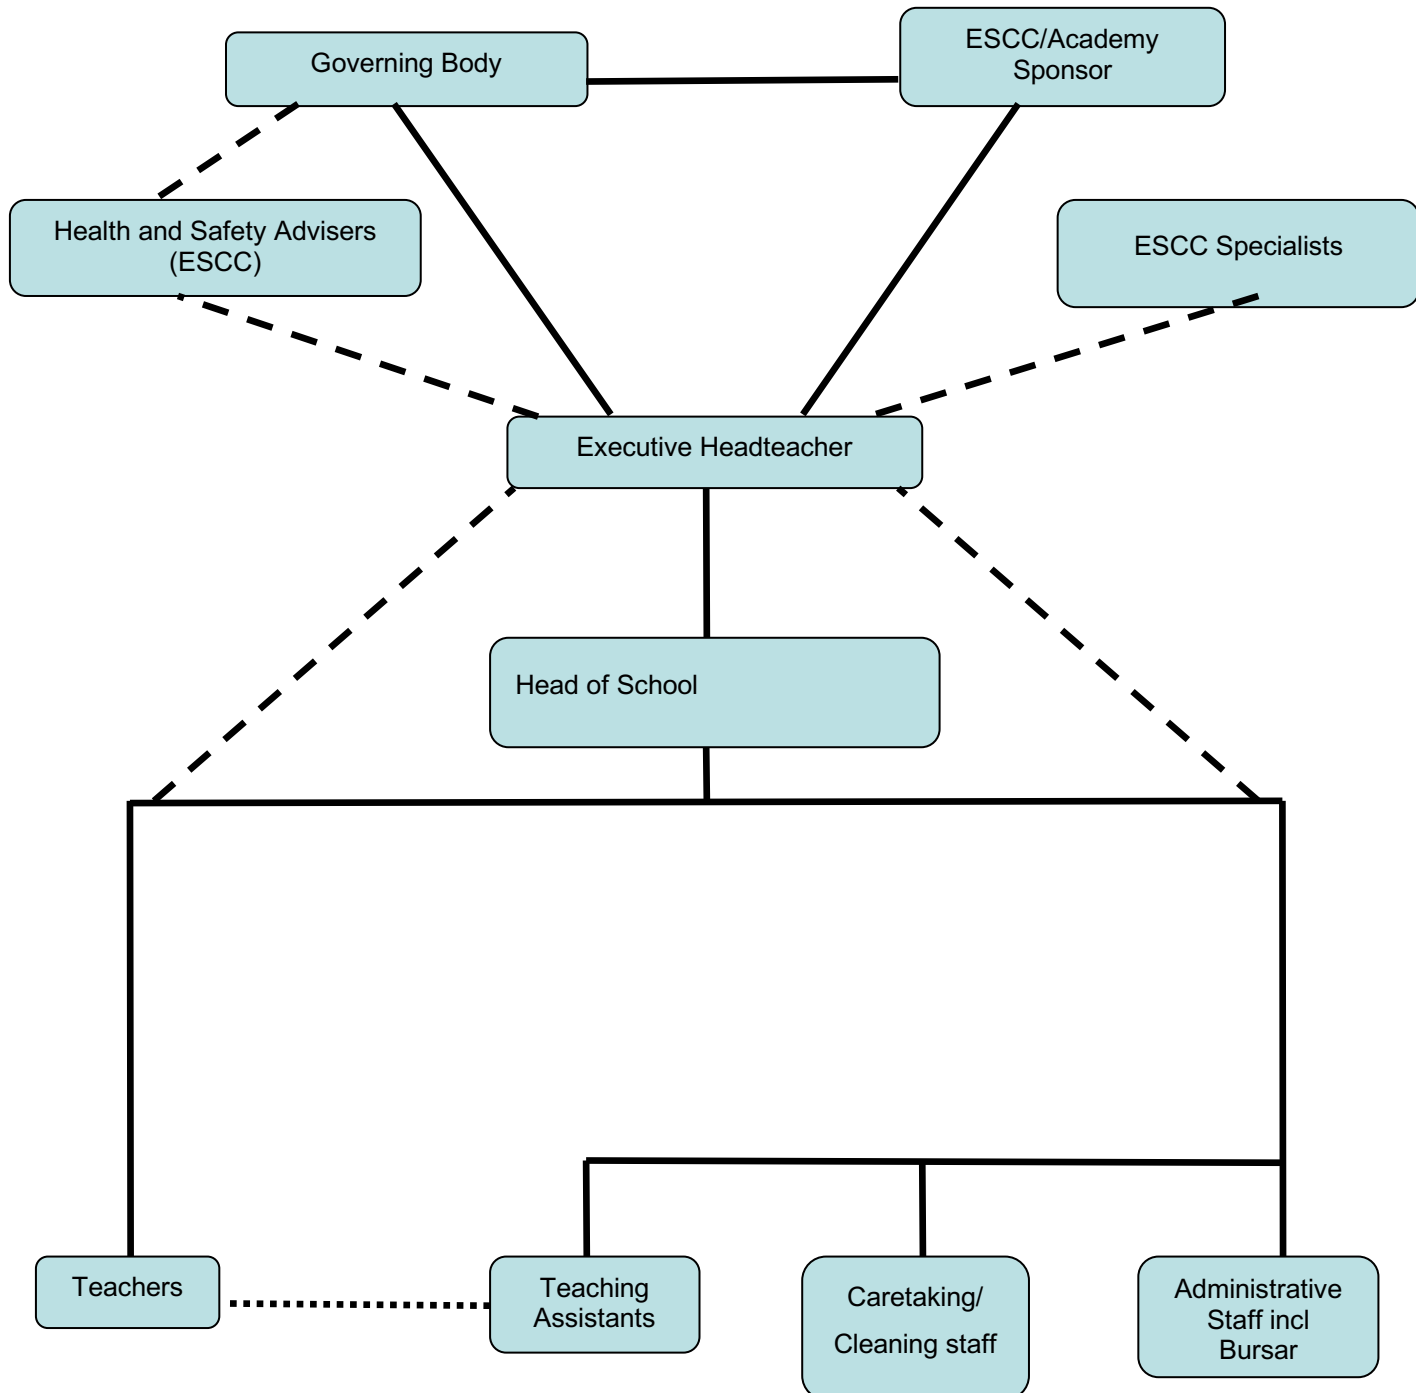 Governing Body
ESCC/Academy
Sponsor
Health and Safety Advisers
(ESCC)
ESCC Specialists
Executive Headteacher
Head of School
Teachers
Teaching
Assistants
Caretaking/
Cleaning staff
Administrative
Staff incl
Bursar